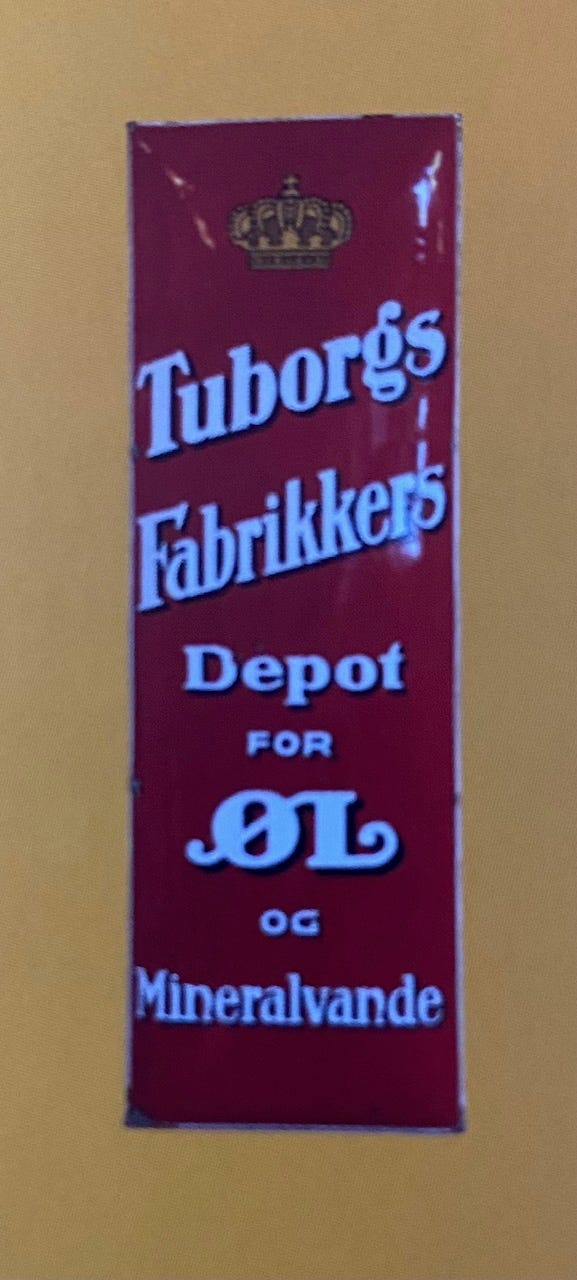 Tuborgs
Fabrikkers
Depot
FOR
ØL
OG
Mineralvande